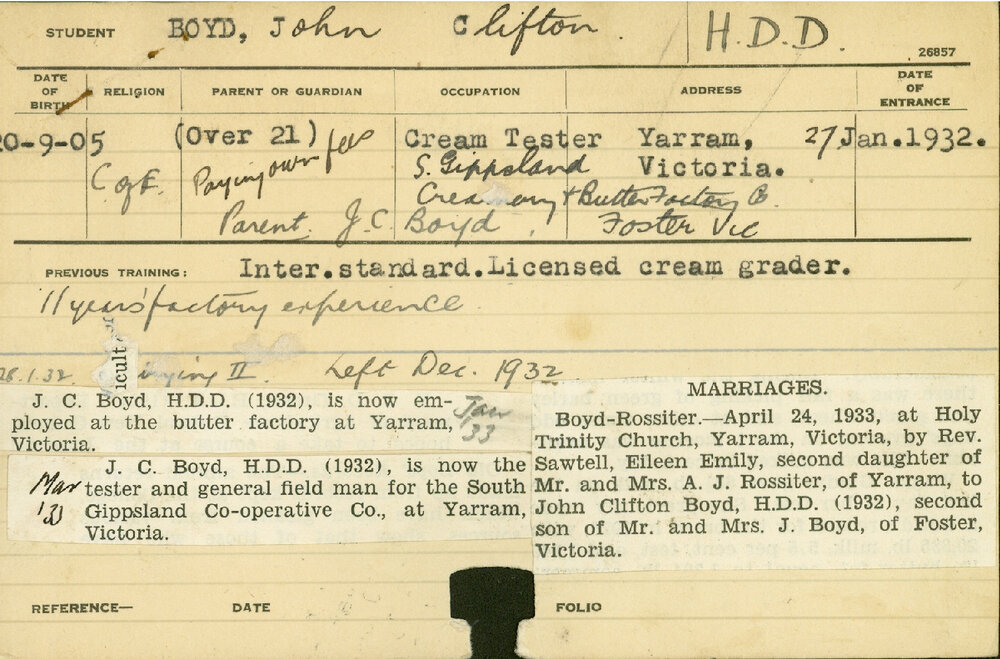 STUDENT BOYD, John Clifton. H.D.D.
26857
DATE OF BIRTH RELIGION PARENT OR GUARDIAN OCCUPATION ADDRESS DATE OF ENTRANCE
20-9-05 (Over 21) Cream Tester Yarram, 27 Jan. 1932.
C of E. Paying own fees S. Gippsland Victoria.
Creamery & Butter Factory Co.
Parent. J.C. Boyd. Foster Vic
PREVIOUS TRAINING: Inter.standard.Licensed cream grader.
11 years' factory experience.
icult
28.1.32. II. Left Dec. 1932
J. C. Boyd, H.D.D. (1932), is now em-
ployed at the butter factory at Yarram,
Victoria.
Jan '33
J. C. Boyd, H.D.D. (1932), is now the
tester and general field man for the South
Gippsland Co-operative Co., at Yarram,
Victoria.
Mar '33
MARRIAGES.
Boyd-Rossiter.—April 24, 1933, at Holy
Trinity Church, Yarram, Victoria, by Rev.
Sawtell, Eileen Emily, second daughter of
Mr. and Mrs. A. J. Rossiter, of Yarram, to
John Clifton Boyd, H.D.D. (1932), second
son of Mr. and Mrs. J. Boyd, of Foster,
Victoria.
REFERENCE— DATE FOLIO